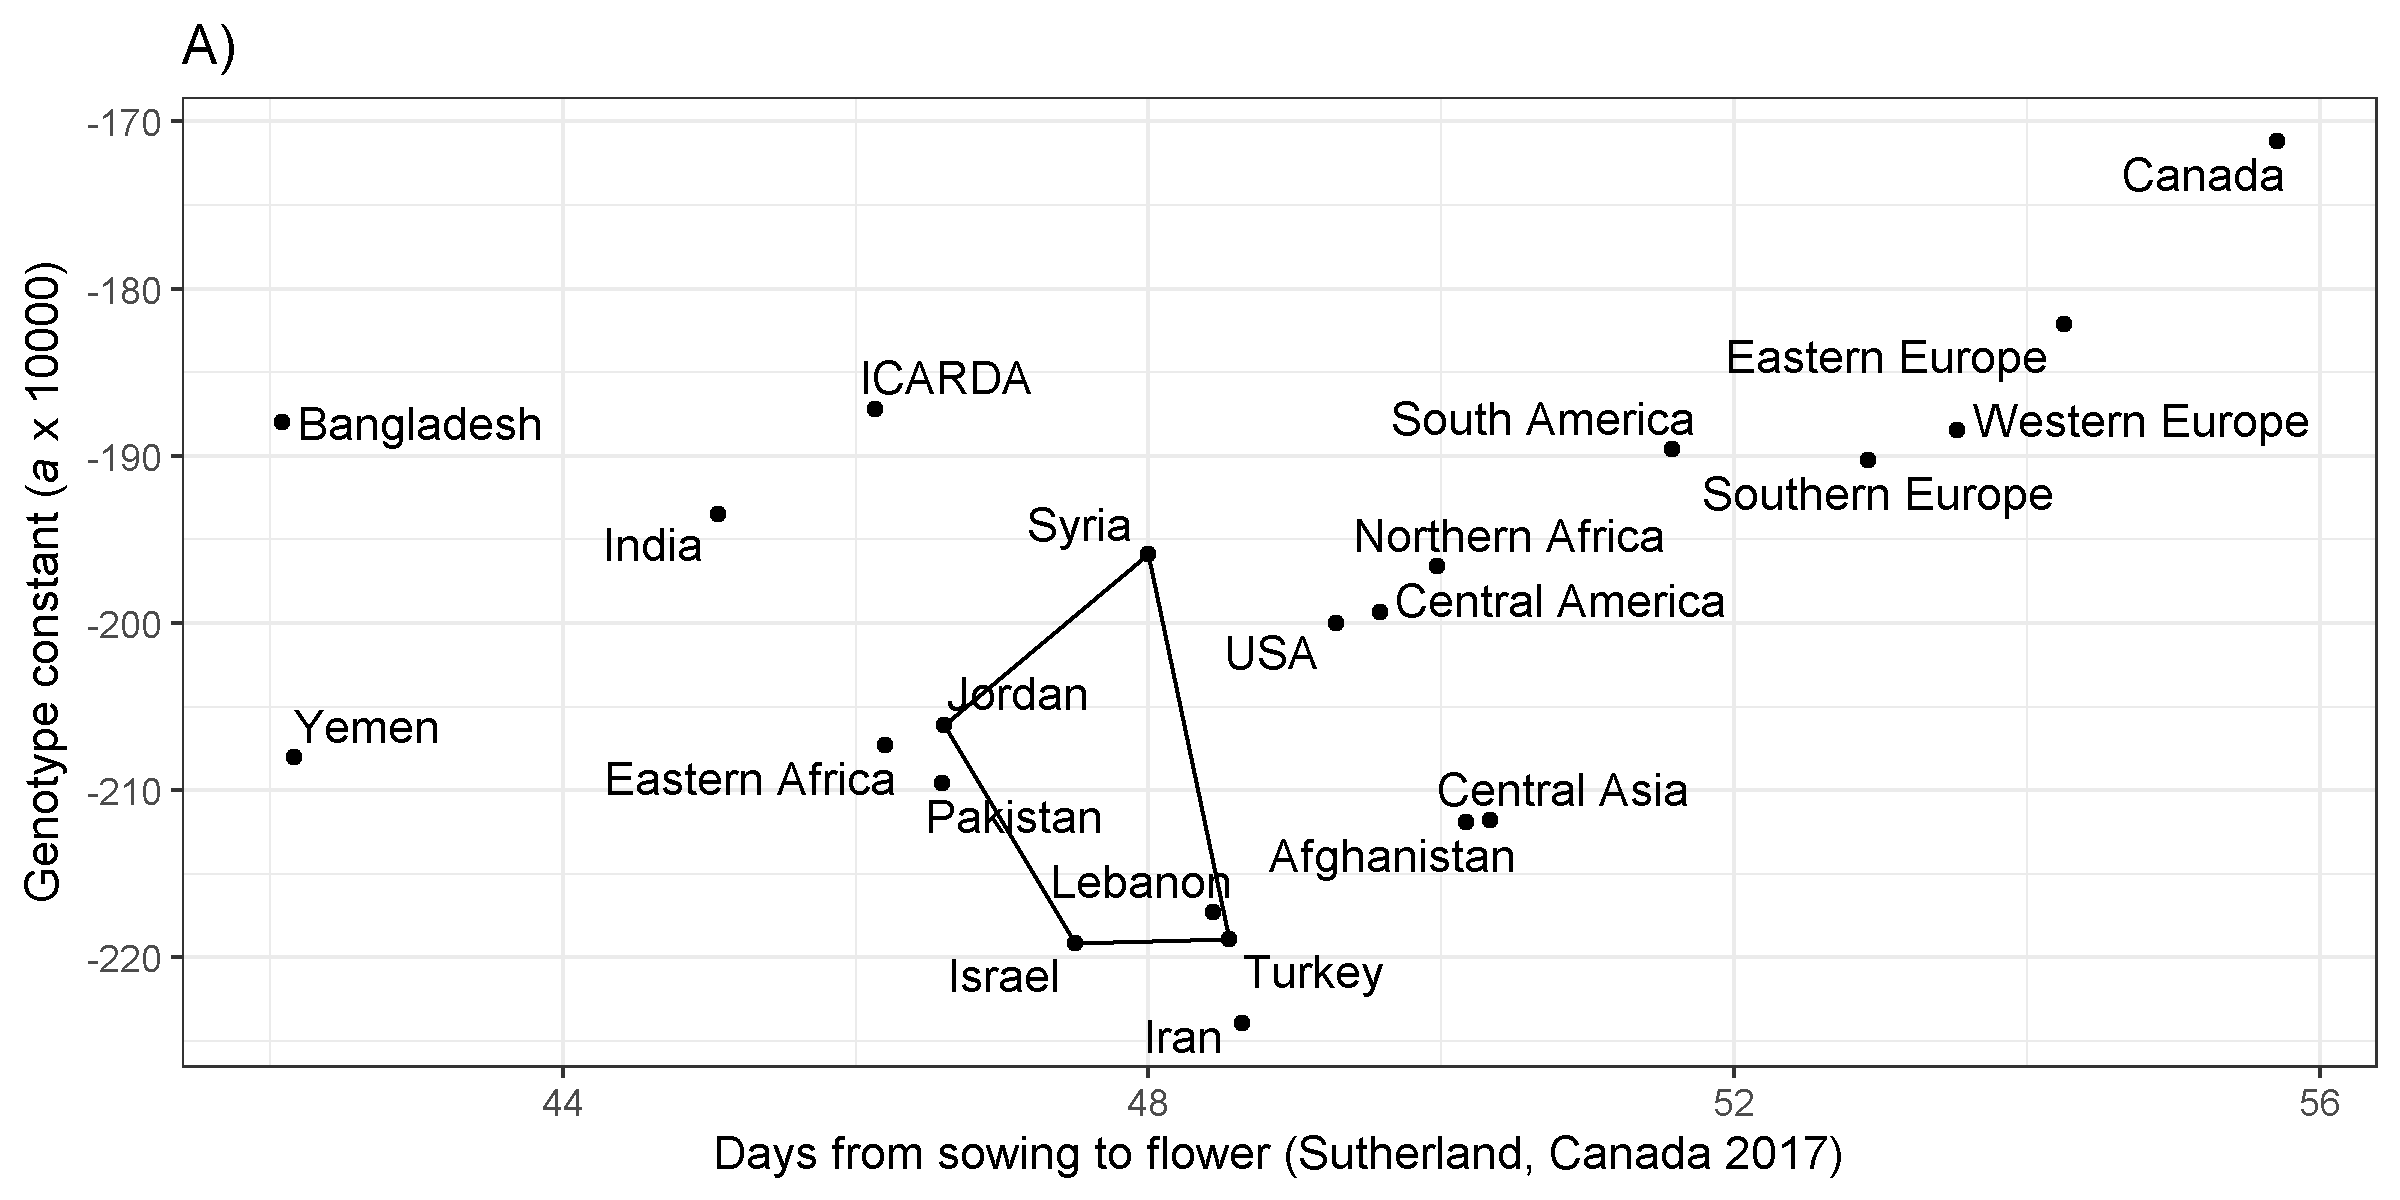 A)
Genotype constant (a x 10000)
-170
-180
-190
-200
-210
-220
Canada
Eastern Europe
ICARDA
Bangladesh
South America
Western Europe
Southern Europe
India
Syria
Northern Africa
Central America
USA
Jordan
Yemen
Eastern Africa
Central Asia
Pakistan
Afghanistan
Lebanon
Israel
Turkey
Iran
44
48
52
56
Days from sowing to flower (Sutherland, Canada 2017)